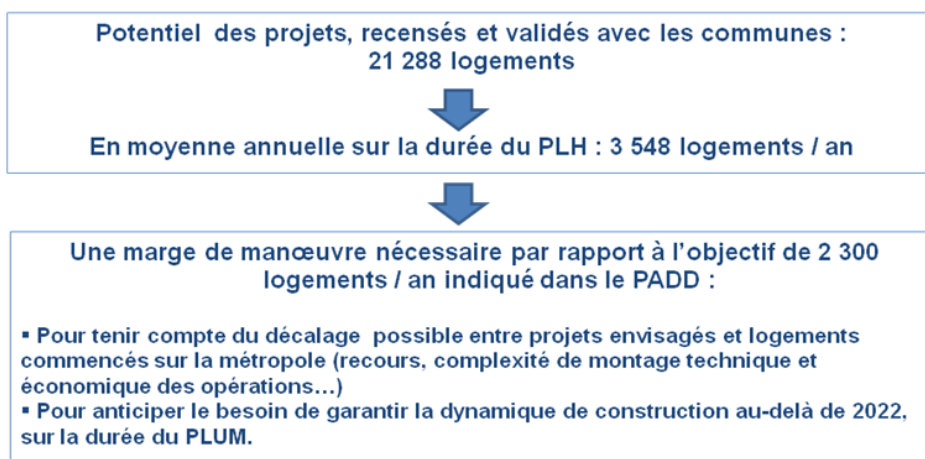 Potentiel des projets, recensés et validés avec les communes :
21 288 logements
En moyenne annuelle sur la durée du PLH : 3 548 logements / an
Une marge de manœuvre nécessaire par rapport à l’objectif de 2 300
logements / an indiqué dans le PADD :
▪ Pour tenir compte du décalage possible entre projets envisagés et logements
commencés sur la métropole (recours, complexité de montage technique et
économique des opérations…)
▪ Pour anticiper le besoin de garantir la dynamique de construction au-delà de 2022,
sur la durée du PLUM.